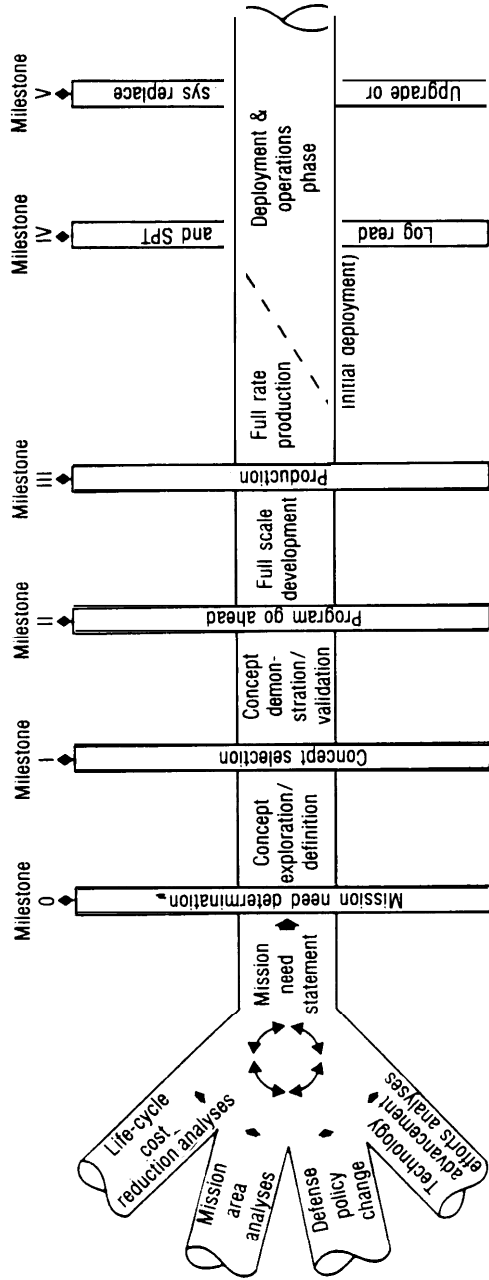 Milestone
0
Milestone
I
Milestone
II
Milestone
III
Milestone
IV
Milestone
V
Life-cycle
cost
reduction analyses
Mission
area
analyses
Defense
policy
change
Technology
advancement
efforts analyses
Mission
need
statement
Mission need determination
Concept
exploration/
definition
Concept selection
Concept
demon-
stration/
validation
Program go ahead
Full scale
development
Production
Full rate
production
Initial deployment)
Log read
and SPT
Deployment &
operations
phase
Upgrade or
sys replace